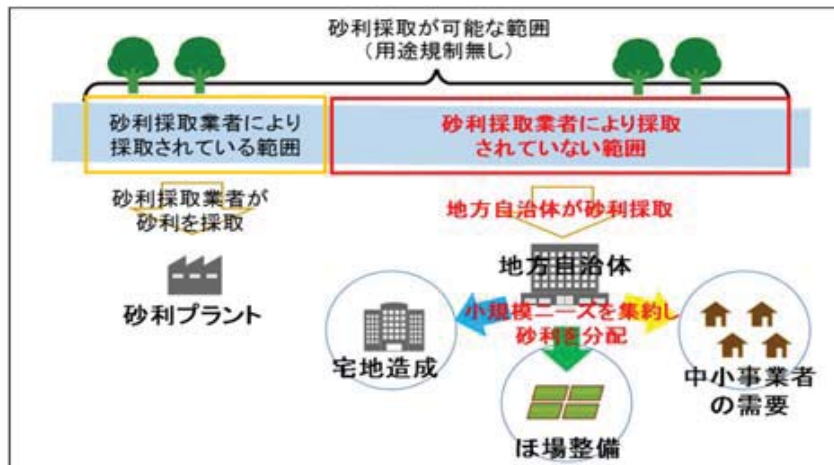 砂利採取が可能な範囲
（用途規制無し）
砂利採取業者により
採取されている範囲
砂利採取業者により採取
されていない範囲
砂利採取業者が
砂利を採取
地方自治体が砂利採取
砂利プラント
地方自治体
小規模ニーズを集約し
砂利を分配
宅地造成
ほ場整備
中小事業者
の需要